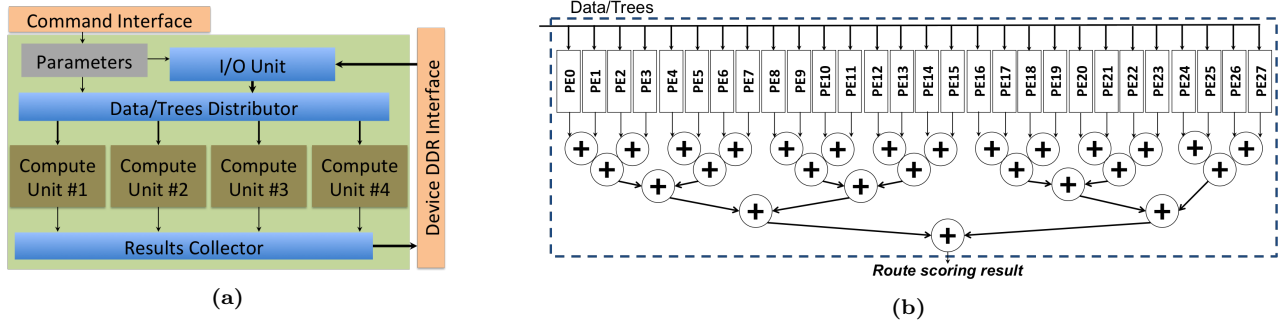 Command Interface
Parameters
I/O Unit
Data/Trees Distributor
Compute
Unit #1
Compute
Unit #2
Compute
Unit #3
Compute
Unit #4
Results Collector
Device DDR Interface
(a)
Data/Trees
PE0
PE1
PE2
PE3
PE4
PE5
PE6
PE7
PE8
PE9
PE10
PE11
PE12
PE13
PE14
PE15
PE16
PE17
PE18
PE19
PE20
PE21
PE22
PE23
PE24
PE25
PE26
PE27
+ + + + + + + + + + + + + +
+ + + + + + +
+ + +
+ +
+
Route scoring result
(b)